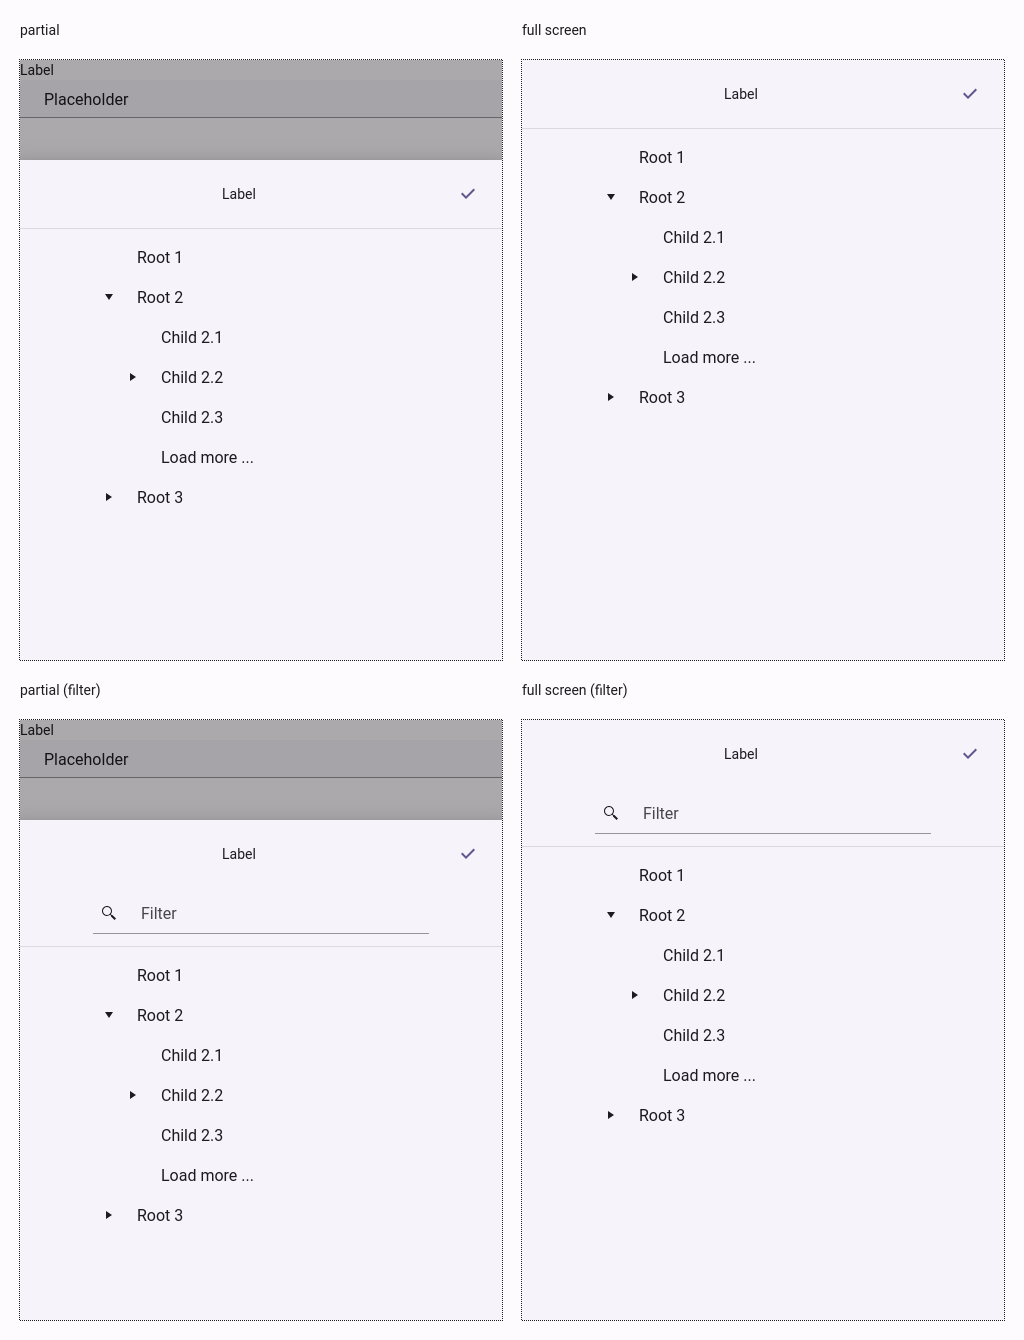 partial
Label
Placeholder
Label
Root 1
Root 2
Child 2.1
Child 2.2
Child 2.3
Load more ...
Root 3
full screen
Label
Root 1
Root 2
Child 2.1
Child 2.2
Child 2.3
Load more ...
Root 3
partial (filter)
Label
Placeholder
Label
Filter
Root 1
Root 2
Child 2.1
Child 2.2
Child 2.3
Load more ...
Root 3
full screen (filter)
Label
Filter
Root 1
Root 2
Child 2.1
Child 2.2
Child 2.3
Load more ...
Root 3